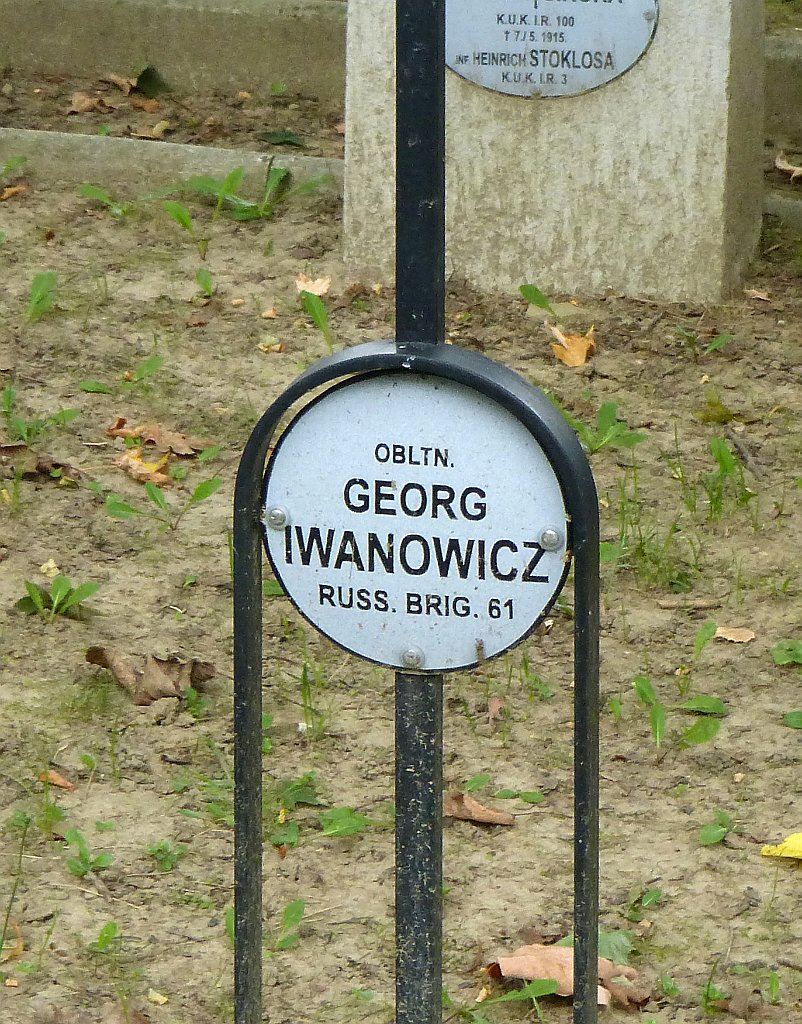 K.U.K. I.R. 100
† 7./5. 1915.
INF HEINRICH STOKLOSA
K.U.K. I.R. 3
OBLTN.
GEORG
IWANOWICZ
RUSS. BRIG. 61